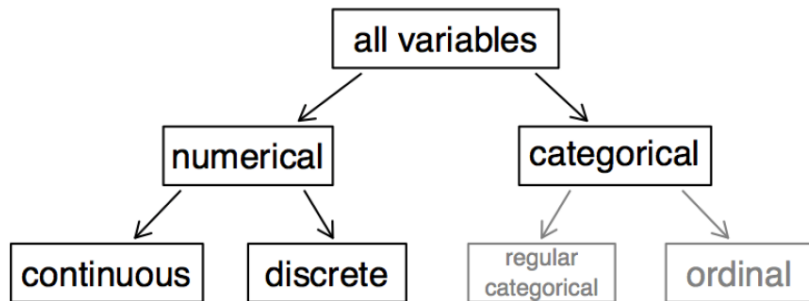 all variables
numerical
categorical
continuous
discrete
regular
categorical
ordinal